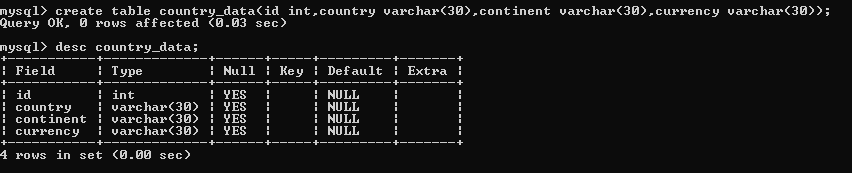 mysql> create table country_data(id int,country varchar(30),continent varchar(30),currency varchar(30));
Query OK, 0 rows affected (0.03 sec)
mysql> desc country_data;
+-----------+-------------+------+-----+---------+-------+
| Field     | Type        | Null | Key | Default | Extra |
+-----------+-------------+------+-----+---------+-------+
| id        | int         | YES  |     | NULL    |       |
| country   | varchar(30) | YES  |     | NULL    |       |
| continent | varchar(30) | YES  |     | NULL    |       |
| currency  | varchar(30) | YES  |     | NULL    |       |
+-----------+-------------+------+-----+---------+-------+
4 rows in set (0.00 sec)